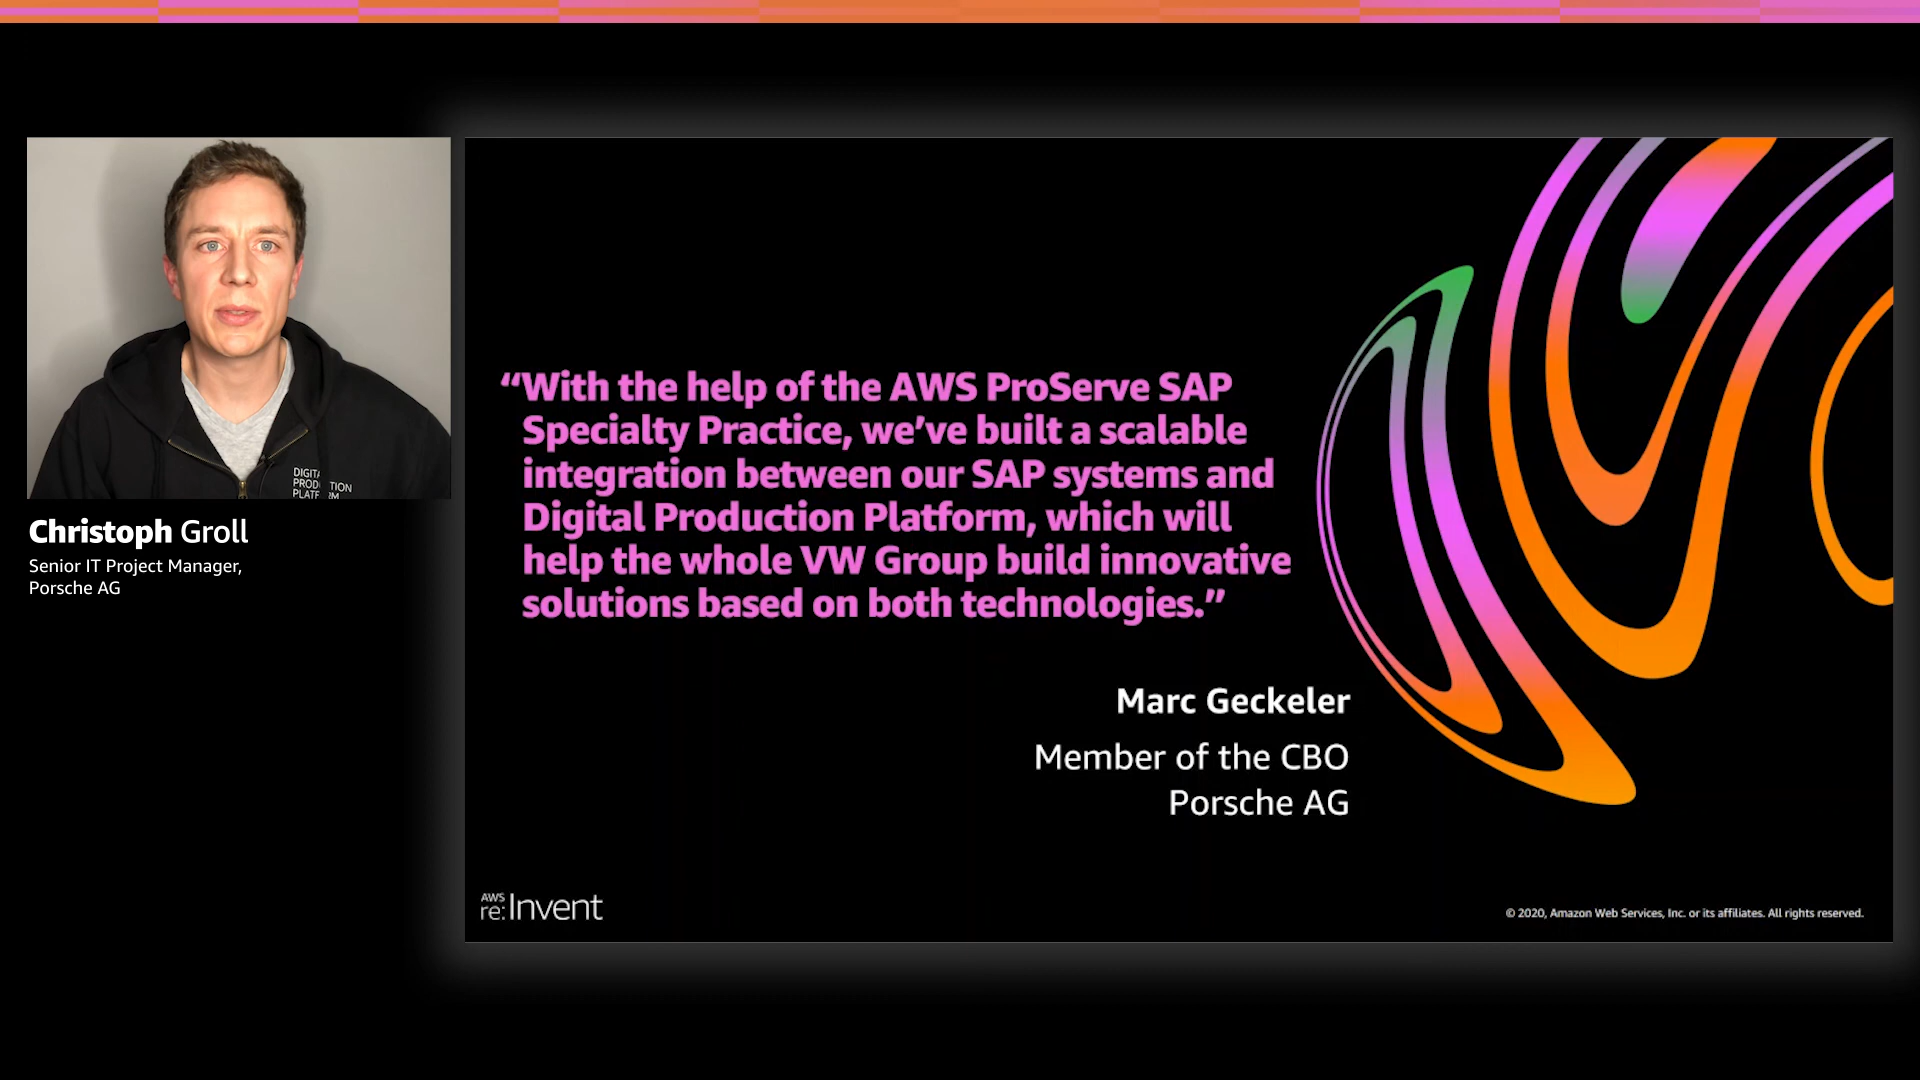 DIGITAL
PRODUCTION
PLATFORM
Christoph Groll
Senior IT Project Manager,
Porsche AG
“With the help of the AWS ProServe SAP
Specialty Practice, we’ve built a scalable
integration between our SAP systems and
Digital Production Platform, which will
help the whole VW Group build innovative
solutions based on both technologies.”
Marc Geckeler
Member of the CBO
Porsche AG
AWS
re:Invent
© 2020, Amazon Web Services, Inc. or its affiliates. All rights reserved.